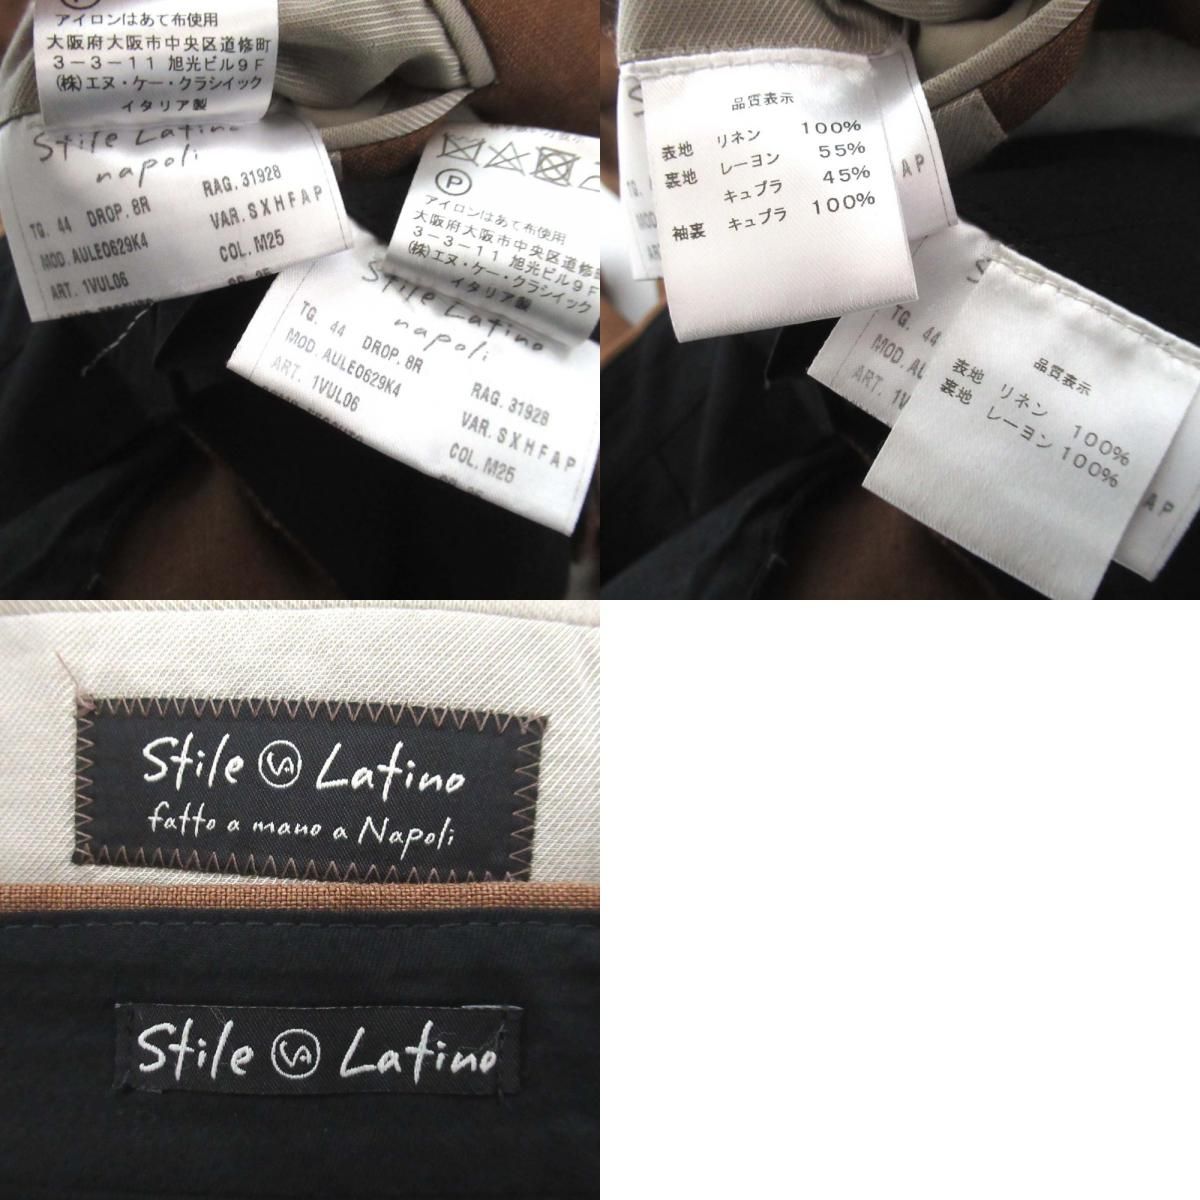 アイロンはあて布使用
大阪府大阪市中央区道修町
3-3-11 旭光ビル9F
(株)エヌ・ケー・クラシイック
イタリア製
Stile Latino
napoli
RAG. 31928
TG. 44 DROP. 8R
VAR. S X H F A P
MOD. AULE0629K4
COL. M25
ART. 1VUL06
P
アイロンはあて布使用
大阪府大阪市中央区道修
3-3-11 旭光ビル9F
(株)エヌ・ケー・クラシイック
イタリア製
Stile Latino
napoli
TG. 44 DROP. 8R
RAG. 31928
MOD. AULE0629K4
VAR. S X H F A P
ART. 1VUL06
COL. M25
品質表示
表地 リネン 100%
裏地 レーヨン 55%
キュプラ 45%
袖裏 キュプラ 100%
A P
TG. 44
MOD. AU
ART. 1V
品質表示
表地 リネン 100%
裏地 レーヨン 100%
A P
Stile Latino
fatto a mano a Napoli
Stile Latino